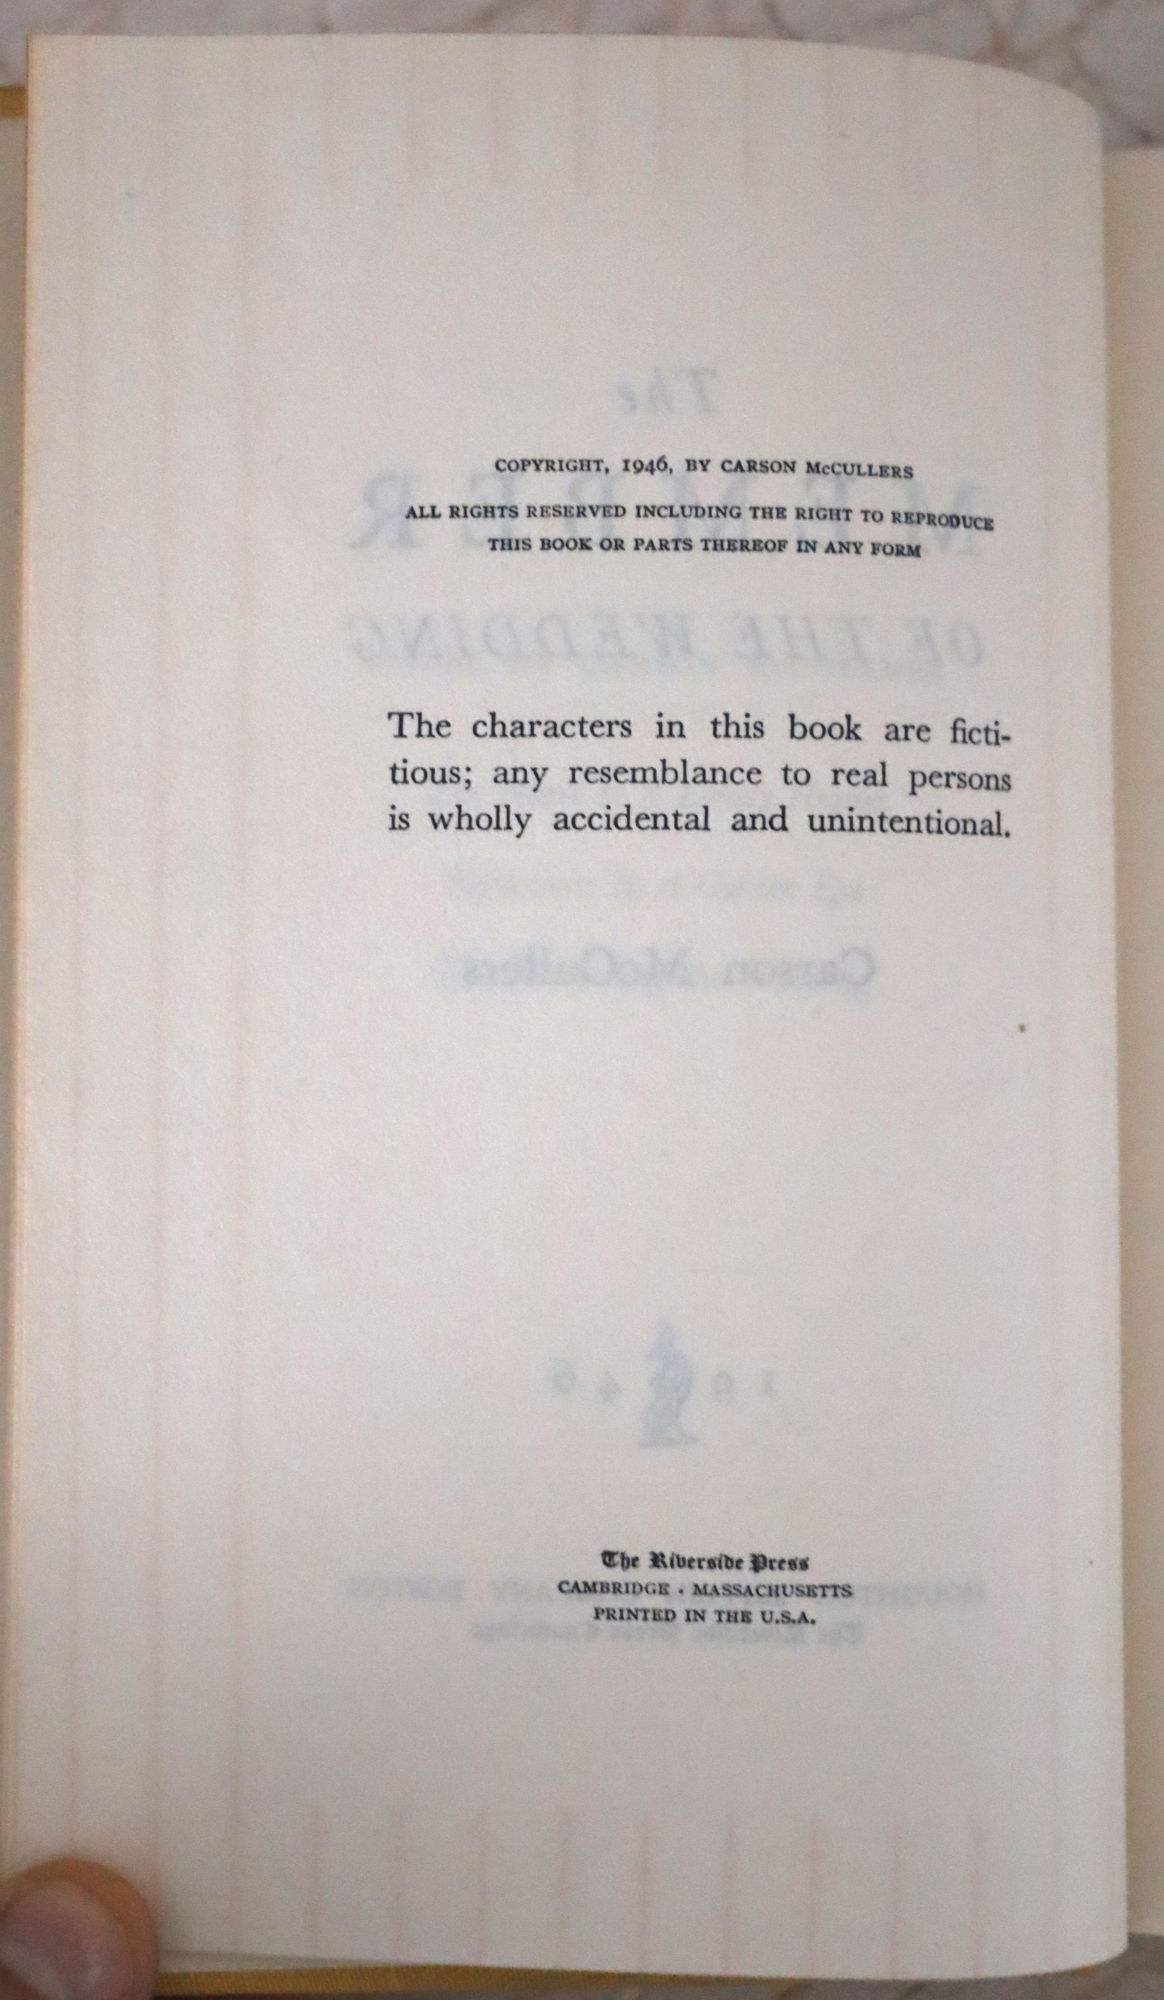 COPYRIGHT, 1946, BY CARSON McCULLERS
ALL RIGHTS RESERVED INCLUDING THE RIGHT TO REPRODUCE
THIS BOOK OR PARTS THEREOF IN ANY FORM
The characters in this book are ficti-
tious; any resemblance to real persons
is wholly accidental and unintentional.
The Riverside Press
CAMBRIDGE · MASSACHUSETTS
PRINTED IN THE U.S.A.